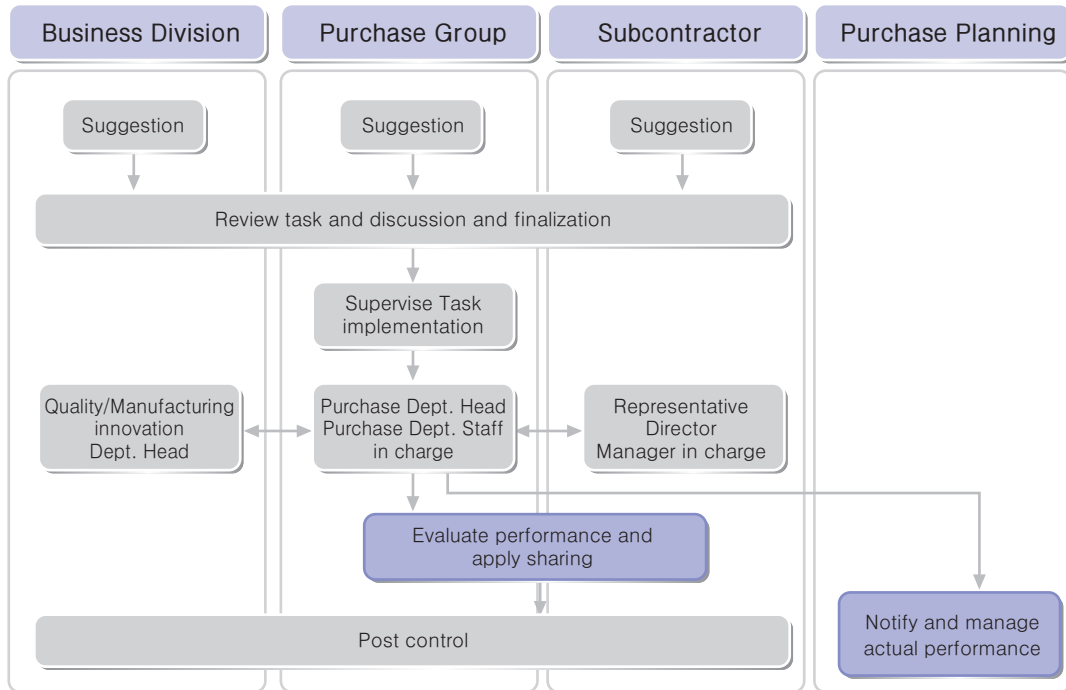 Business Division
Purchase Group
Subcontractor
Purchase Planning
Suggestion
Suggestion
Suggestion
Review task and discussion and finalization
Supervise Task
implementation
Quality/Manufacturing
innovation
Dept. Head
Purchase Dept. Head
Purchase Dept. Staff
in charge
Representative
Director
Manager in charge
Evaluate performance and
apply sharing
Notify and manage
actual performance
Post control